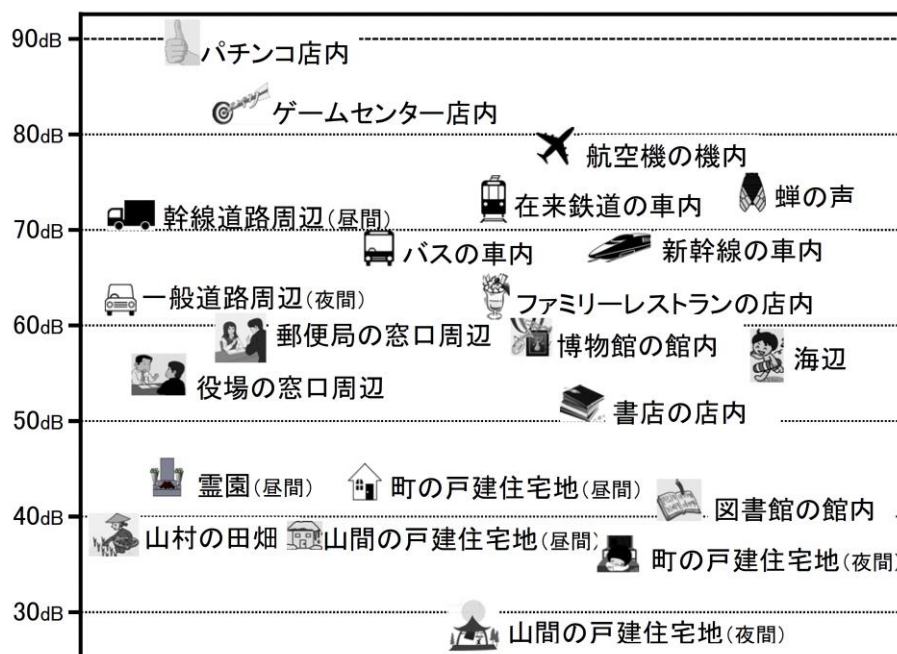 90dB
パチンコ店内
ゲームセンター店内
80dB
航空機の機内
在来鉄道の車内
蝉の声
幹線道路周辺(昼間)
70dB
バスの車内
新幹線の車内
一般道路周辺(夜間)
ファミリーレストランの店内
60dB
郵便局の窓口周辺
博物館の館内
海辺
役場の窓口周辺
書店の店内
50dB
霊園(昼間)
町の戸建住宅地(昼間)
図書館の館内
40dB
山村の田畑
山間の戸建住宅地(昼間)
町の戸建住宅地(夜間)
30dB
山間の戸建住宅地(夜間)